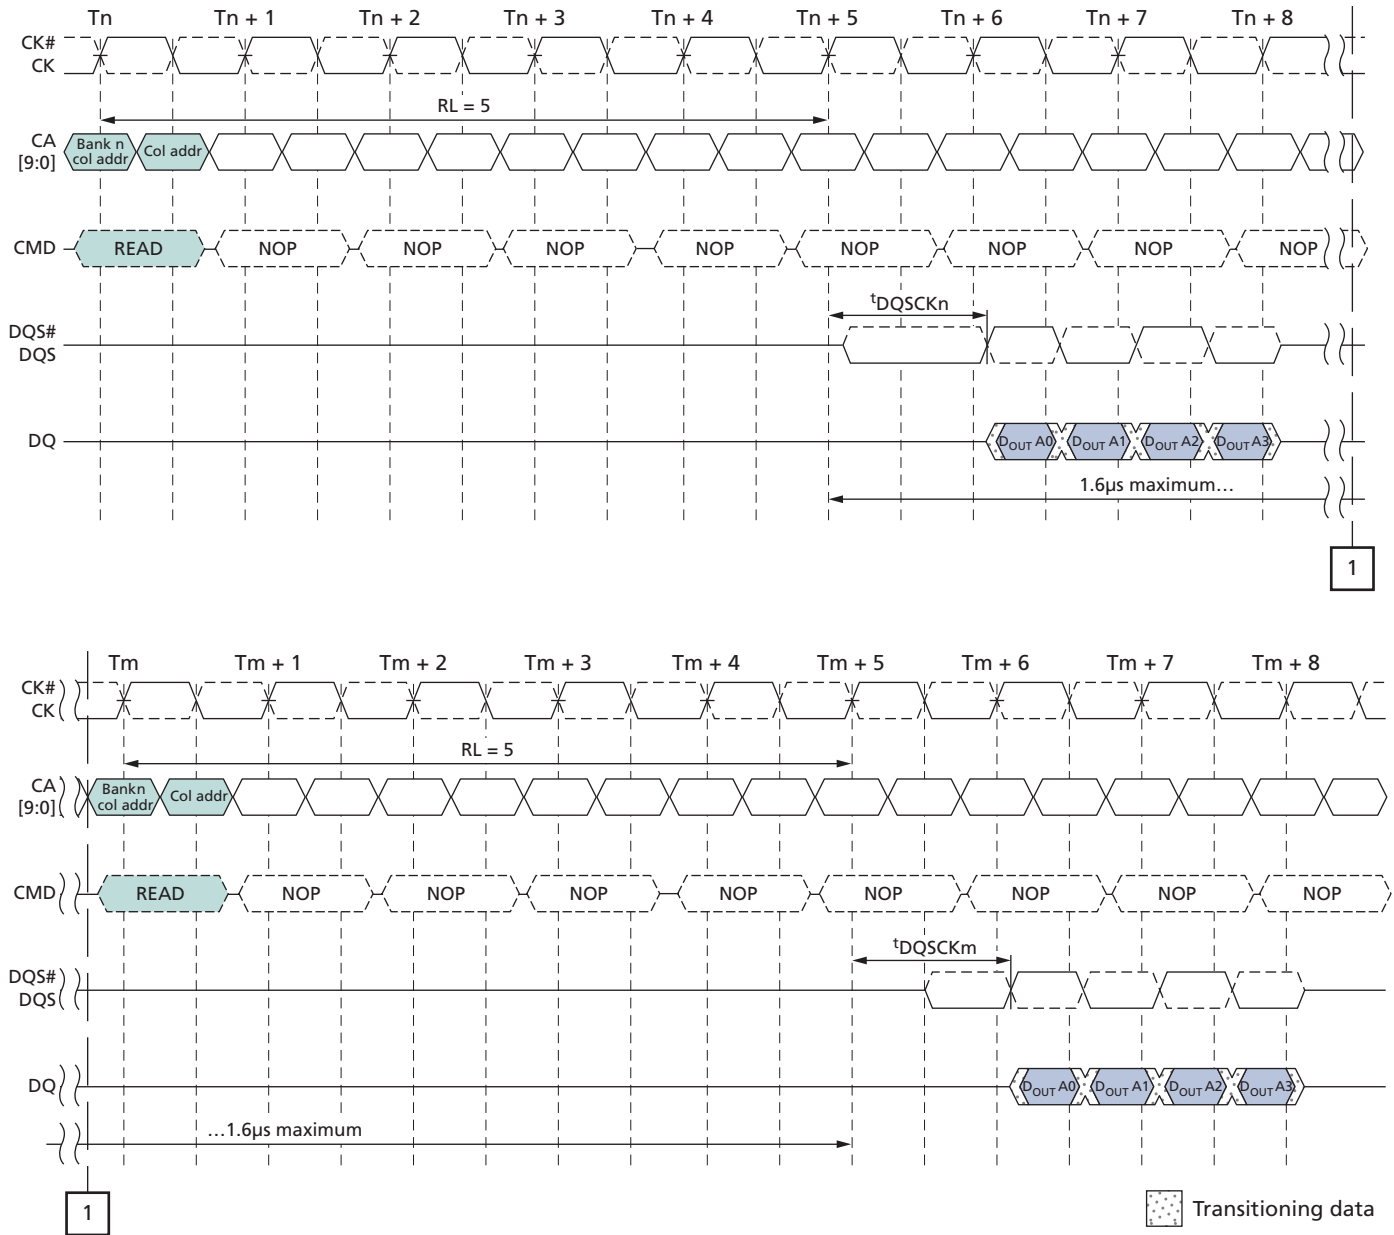 Tn Tn + 1 Tn + 2 Tn + 3 Tn + 4 Tn + 5 Tn + 6 Tn + 7 Tn + 8
CK#
CK
RL = 5
CA
[9:0]
Bank n
col addr
Col addr
CMD READ NOP NOP NOP NOP NOP NOP NOP NOP
tDQSCKn
DQS#
DQS
DQ DOUT A0 DOUT A1 DOUT A2 DOUT A3
1.6µs maximum…
1
Tm Tm + 1 Tm + 2 Tm + 3 Tm + 4 Tm + 5 Tm + 6 Tm + 7 Tm + 8
CK#
CK
RL = 5
CA
[9:0]
Bankn
col addr
Col addr
CMD READ NOP NOP NOP NOP NOP NOP NOP NOP
tDQSCKm
DQS#
DQS
DQ DOUT A0 DOUT A1 DOUT A2 DOUT A3
…1.6µs maximum
1
Transitioning data